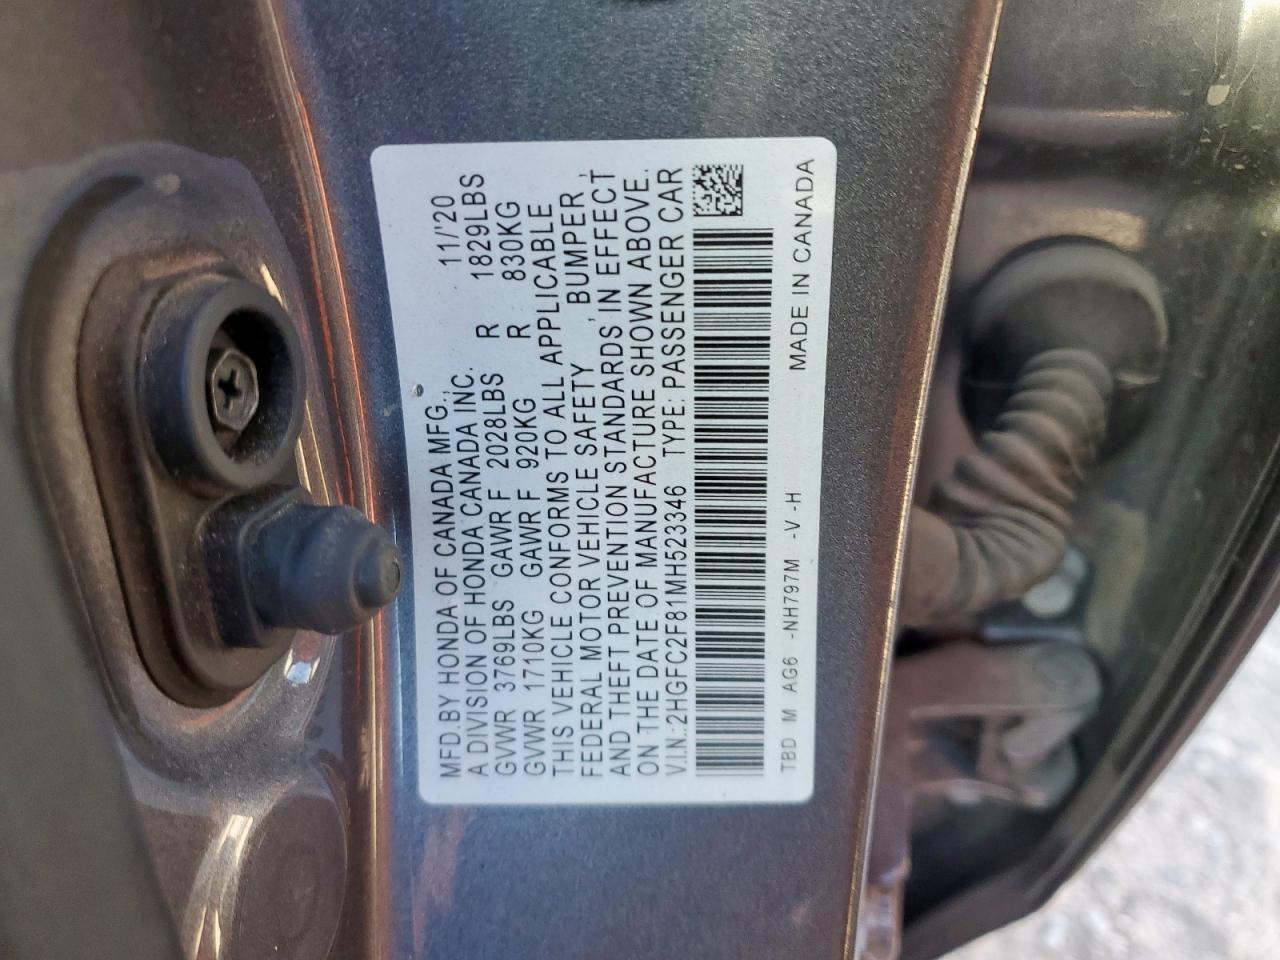 MFD.BY HONDA OF CANADA MFG., 11/'20
A DIVISION OF HONDA CANADA INC.
GVWR 3769LBS GAWR F 2028LBS R 1829LBS
GVWR 1710KG GAWR F 920KG R 830KG
THIS VEHICLE CONFORMS TO ALL APPLICABLE
FEDERAL MOTOR VEHICLE SAFETY , BUMPER ,
AND THEFT PREVENTION STANDARDS, IN EFFECT
ON THE DATE OF MANUFACTURE SHOWN ABOVE.
V.I.N.:2HGFC2F81MH523346 TYPE: PASSENGER CAR
TBD M AG6 -NH797M -V -H MADE IN CANADA